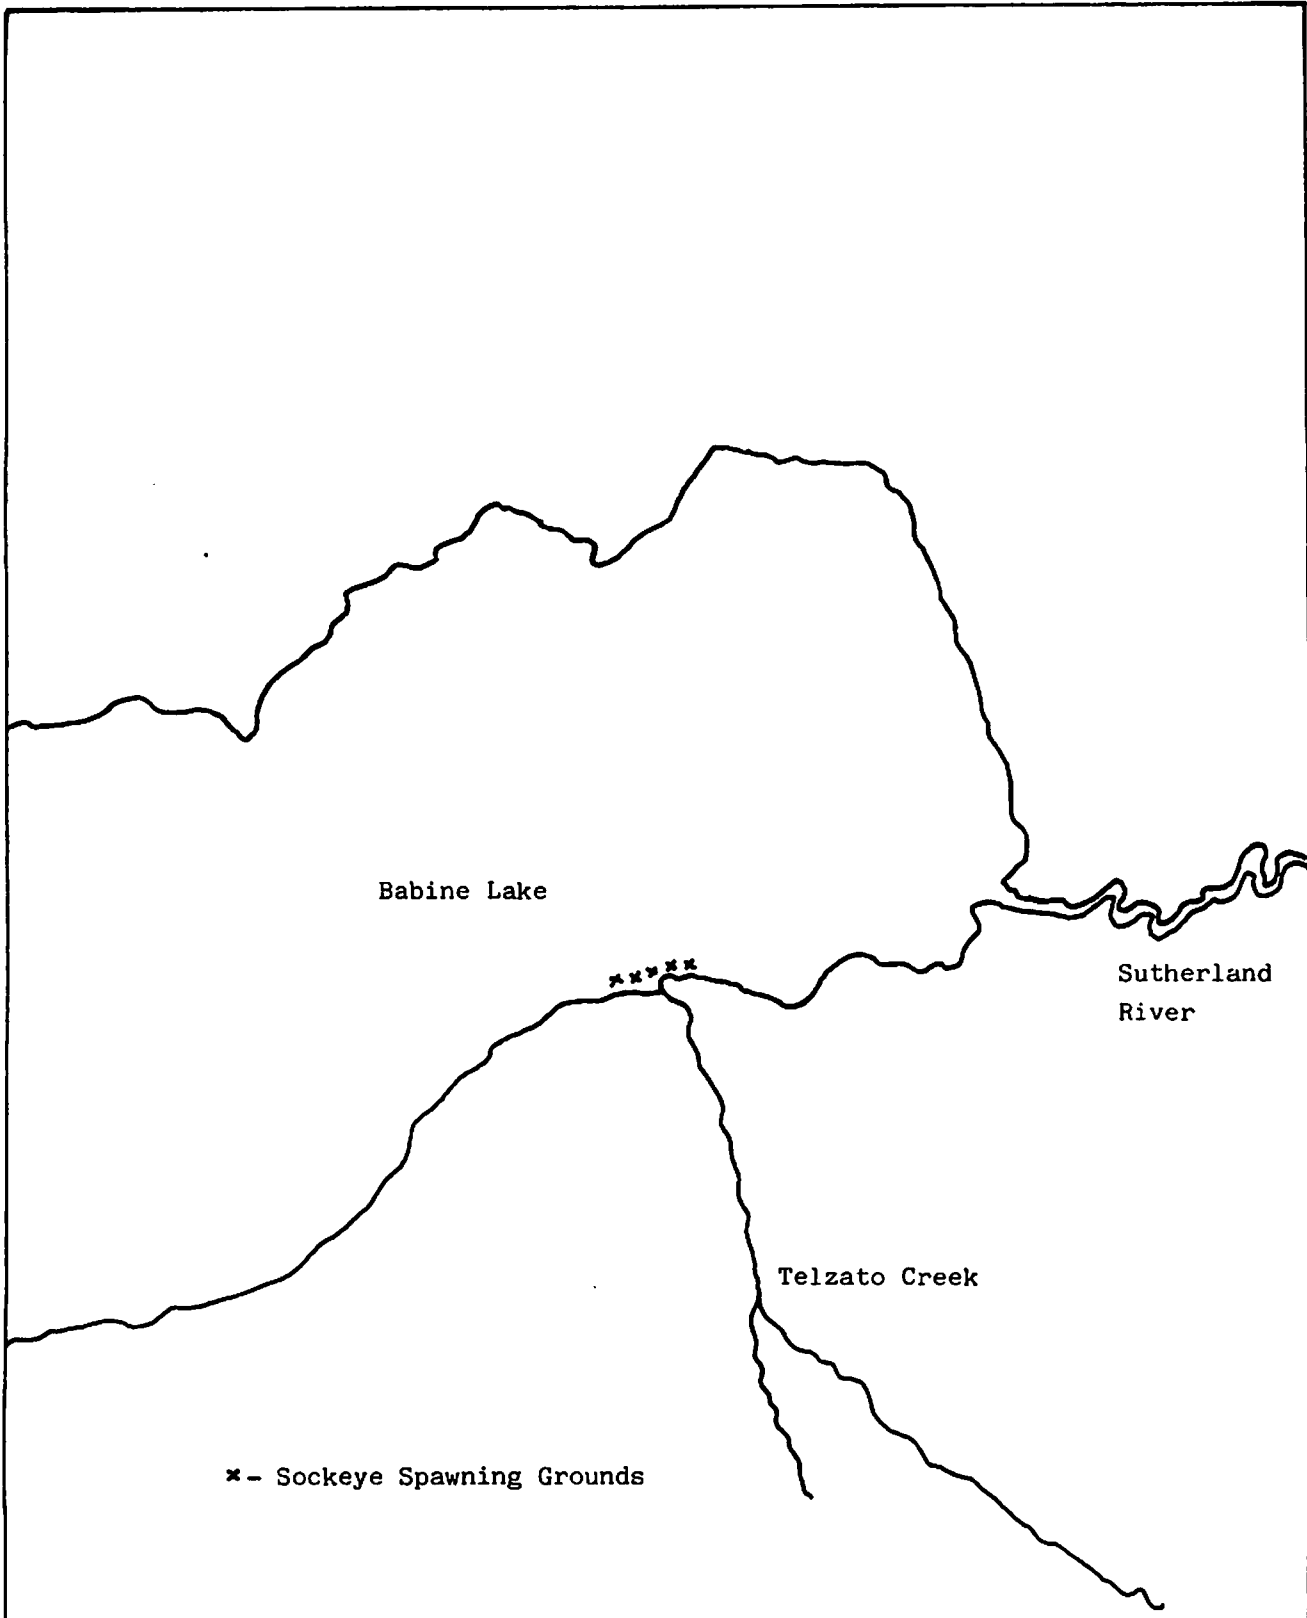 Babine Lake
x x x x x
Sutherland
River
Telzato Creek
x - Sockeye Spawning Grounds